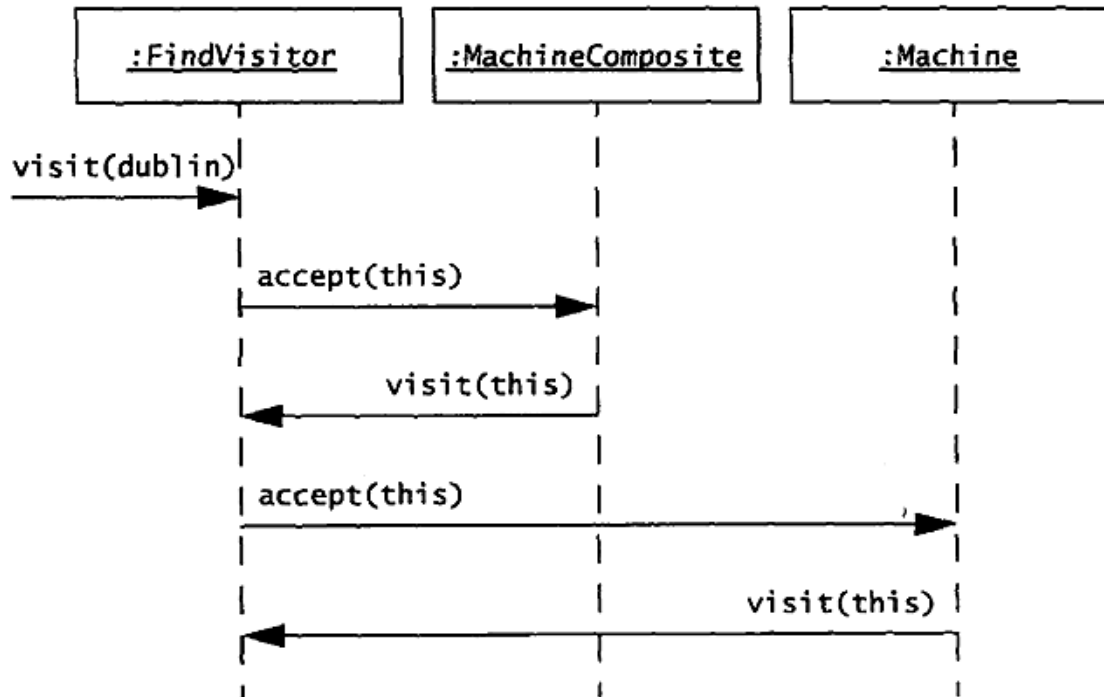 :FindVisitor
:MachineComposite
:Machine
visit(dublin)
accept(this)
visit(this)
accept(this)
visit(this)